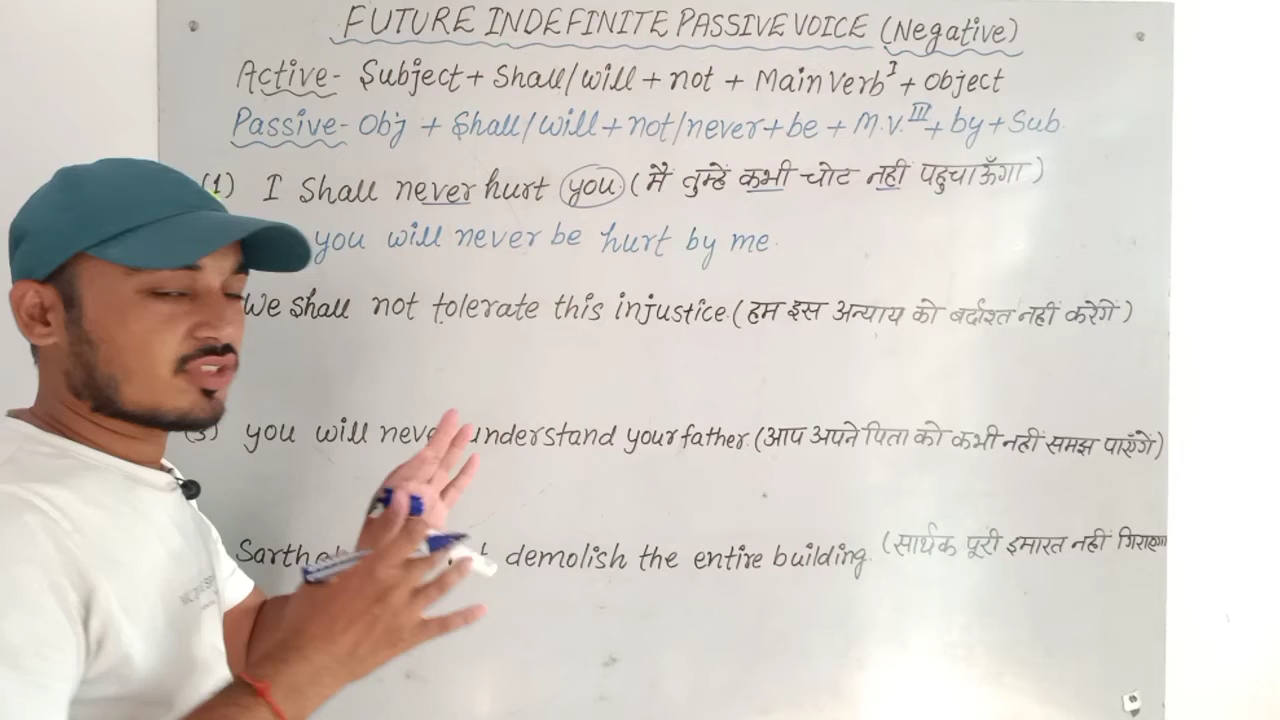 FUTURE INDEFINITE PASSIVE VOICE (Negative)
Active- Subject + Shall/will + not + Main Verb I + object
Passive- Obj + Shall/will + not/never + be + M.V. III + by + Sub.
(1) I Shall never hurt you (मैं तुम्हें कभी चोट नहीं पहुचाऊँगा)
you will never be hurt by me.
We shall not tolerate this injustice. (हम इस अन्याय को बर्दाश्त नहीं करेगें)
(3) you will never understand your father. (आप अपने पिता को कभी नहीं समझ पाएँगे)
demolish the entire building. (सार्थक पूरी इमारत नहीं गिराएगा